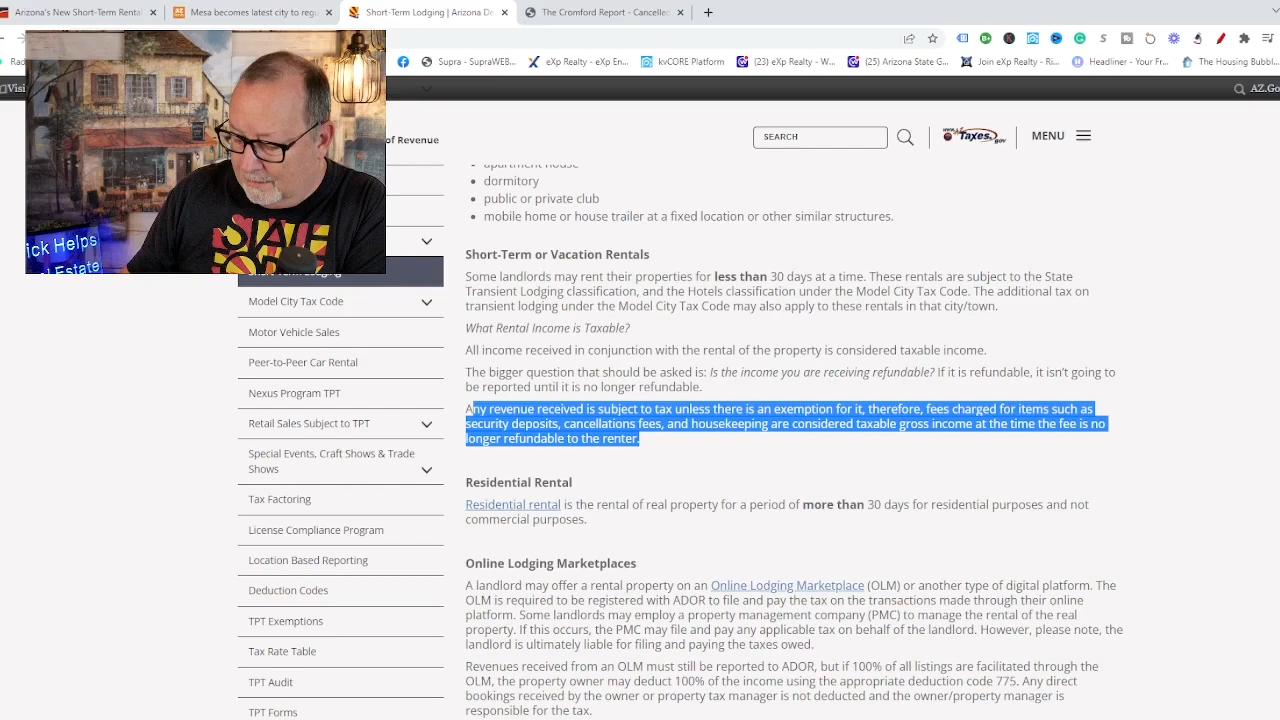 Arizona's New Short-Term Rental
Mesa becomes latest city to regu
Short-Term Lodging | Arizona De
The Cromford Report - Cancelled
Supra - SupraWEB...
eXp Realty - eXp En...
kvCORE Platform
(23) eXp Realty - W...
(25) Arizona State G...
Join eXp Realty - Ri...
Headliner - Your Fr...
The Housing Bubbl...
Visi
AZ.Go
of Revenue
SEARCH
Taxes.gov
MENU
ick Helps
l Estate
apartment house
dormitory
public or private club
mobile home or house trailer at a fixed location or other similar structures.
Short-Term or Vacation Rentals
Some landlords may rent their properties for less than 30 days at a time. These rentals are subject to the State
Transient Lodging classification, and the Hotels classification under the Model City Tax Code. The additional tax on
transient lodging under the Model City Tax Code may also apply to these rentals in that city/town.
What Rental Income is Taxable?
All income received in conjunction with the rental of the property is considered taxable income.
The bigger question that should be asked is: Is the income you are receiving refundable? If it is refundable, it isn't going to
be reported until it is no longer refundable.
Any revenue received is subject to tax unless there is an exemption for it, therefore, fees charged for items such as
security deposits, cancellations fees, and housekeeping are considered taxable gross income at the time the fee is no
longer refundable to the renter.
Residential Rental
Residential rental is the rental of real property for a period of more than 30 days for residential purposes and not
commercial purposes.
Online Lodging Marketplaces
A landlord may offer a rental property on an Online Lodging Marketplace (OLM) or another type of digital platform. The
OLM is required to be registered with ADOR to file and pay the tax on the transactions made through their online
platform. Some landlords may employ a property management company (PMC) to manage the rental of the real
property. If this occurs, the PMC may file and pay any applicable tax on behalf of the landlord. However, please note, the
landlord is ultimately liable for filing and paying the taxes owed.
Revenues received from an OLM must still be reported to ADOR, but if 100% of all listings are facilitated through the
OLM, the property owner may deduct 100% of the income using the appropriate deduction code 775. Any direct
bookings received by the owner or property tax manager is not deducted and the owner/property manager is
responsible for the tax.
Short-Term Lodging
Model City Tax Code
Motor Vehicle Sales
Peer-to-Peer Car Rental
Nexus Program TPT
Retail Sales Subject to TPT
Special Events, Craft Shows & Trade
Shows
Tax Factoring
License Compliance Program
Location Based Reporting
Deduction Codes
TPT Exemptions
Tax Rate Table
TPT Audit
TPT Forms